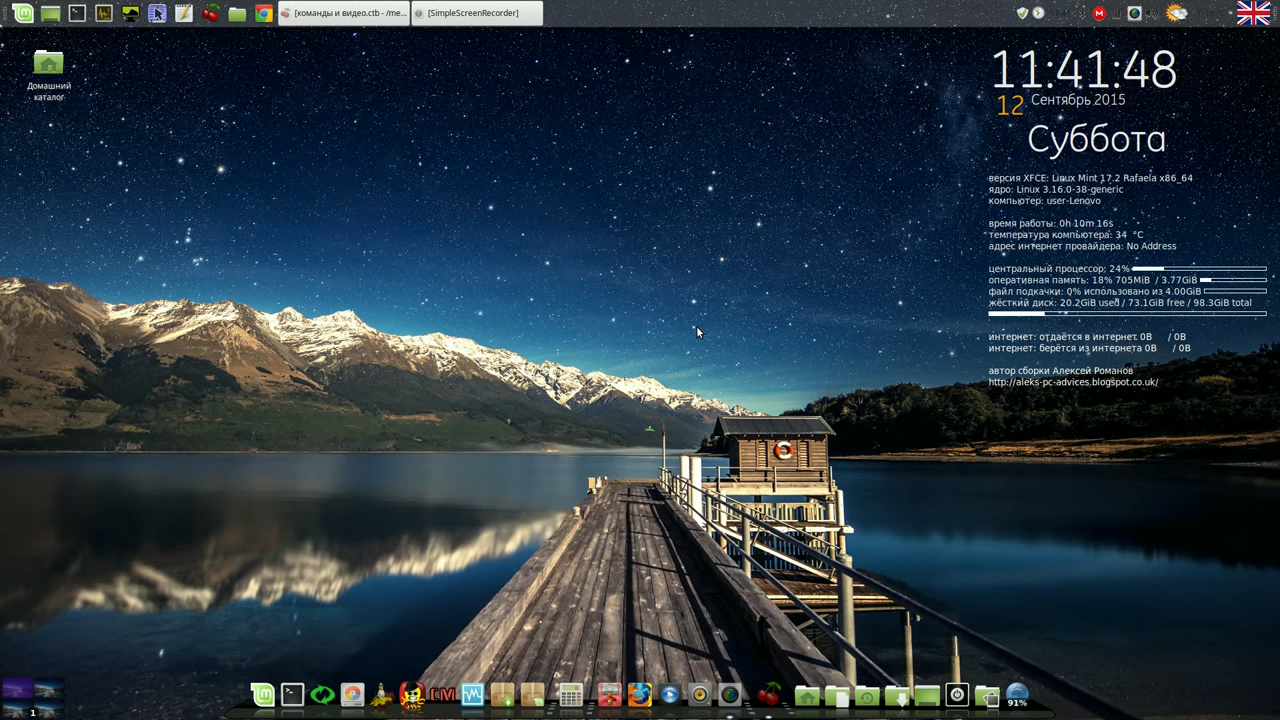 [команды и видео.ctb - /me...
[SimpleScreenRecorder]
Домашний
каталог
11:41:48
12 Сентябрь 2015
Суббота
версия XFCE: Linux Mint 17.2 Rafaela x86_64
ядро: Linux 3.16.0-38-generic
компьютер: user-Lenovo
время работы: 0h 10m 16s
температура компьютера: 34 °C
адрес интернет провайдера: No Address
центральный процессор: 24%
оперативная память: 18% 705MiB / 3.77GiB
файл подкачки: 0% использовано из 4.00GiB
жёсткий диск: 20.2GiB used / 73.1GiB free / 98.3GiB total
интернет: отдаётся в интернет 0B / 0B
интернет: берётся из интернета 0B / 0B
автор сборки Алексей Романов
http://aleks-pc-advices.blogspot.co.uk/
1
91%